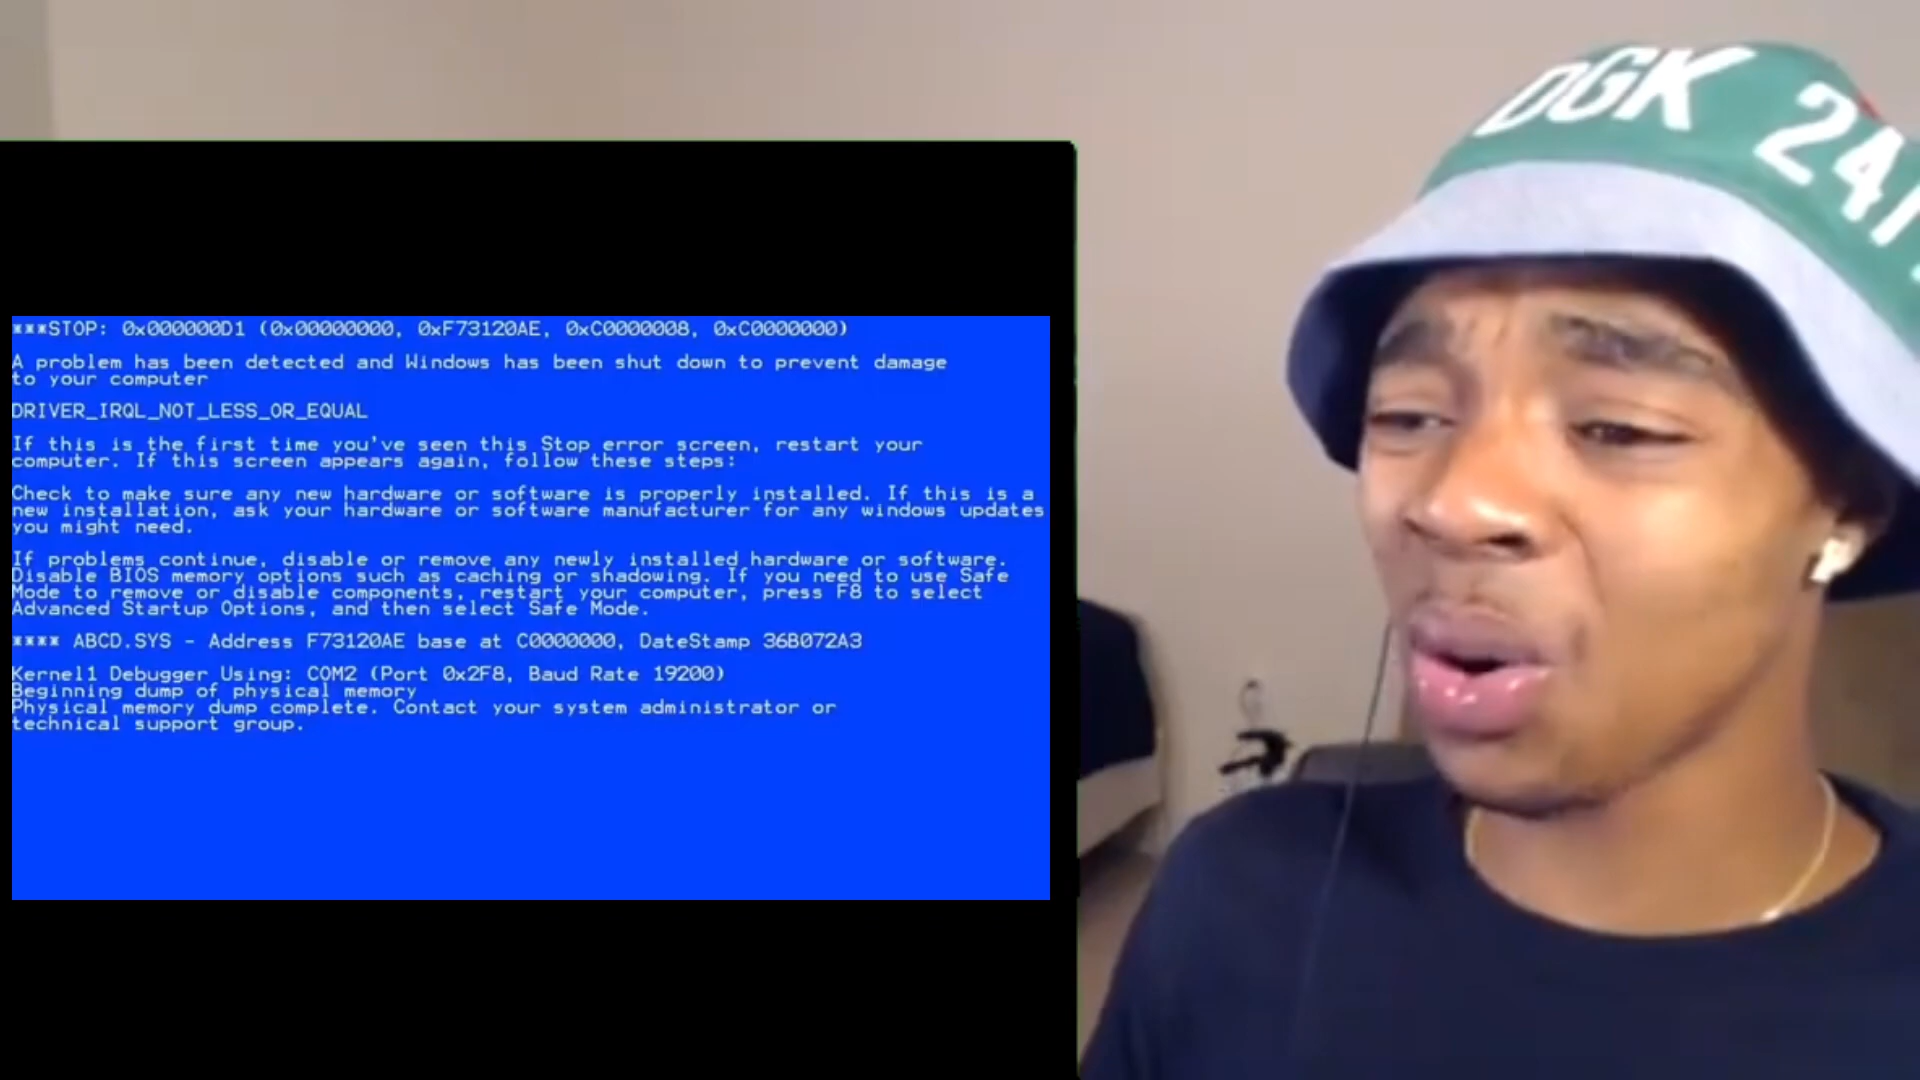 ***STOP: 0x000000D1 (0x00000000, 0xF73120AE, 0xC0000008, 0xC0000000)
A problem has been detected and Windows has been shut down to prevent damage
to your computer
DRIVER_IRQL_NOT_LESS_OR_EQUAL
If this is the first time you've seen this Stop error screen, restart your
computer. If this screen appears again, follow these steps:
Check to make sure any new hardware or software is properly installed. If this is a
new installation, ask your hardware or software manufacturer for any windows updates
you might need.
If problems continue, disable or remove any newly installed hardware or software.
Disable BIOS memory options such as caching or shadowing. If you need to use Safe
Mode to remove or disable components, restart your computer, press F8 to select
Advanced Startup Options, and then select Safe Mode.
**** ABCD.SYS - Address F73120AE base at C0000000, DateStamp 36B072A3
Kernel1 Debugger Using: COM2 (Port 0x2F8, Baud Rate 19200)
Beginning dump of physical memory
Physical memory dump complete. Contact your system administrator or
technical support group.
DGK 24/